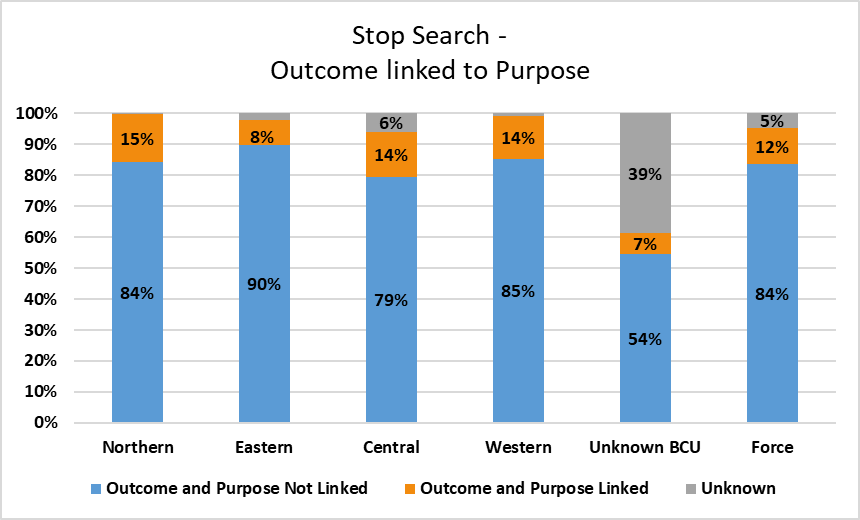 Stop Search -
Outcome linked to Purpose
100%
90%
80%
70%
60%
50%
40%
30%
20%
10%
0%
15%
8%
6%
14%
14%
39%
7%
5%
12%
84%
90%
79%
85%
54%
84%
Northern
Eastern
Central
Western
Unknown BCU
Force
Outcome and Purpose Not Linked
Outcome and Purpose Linked
Unknown